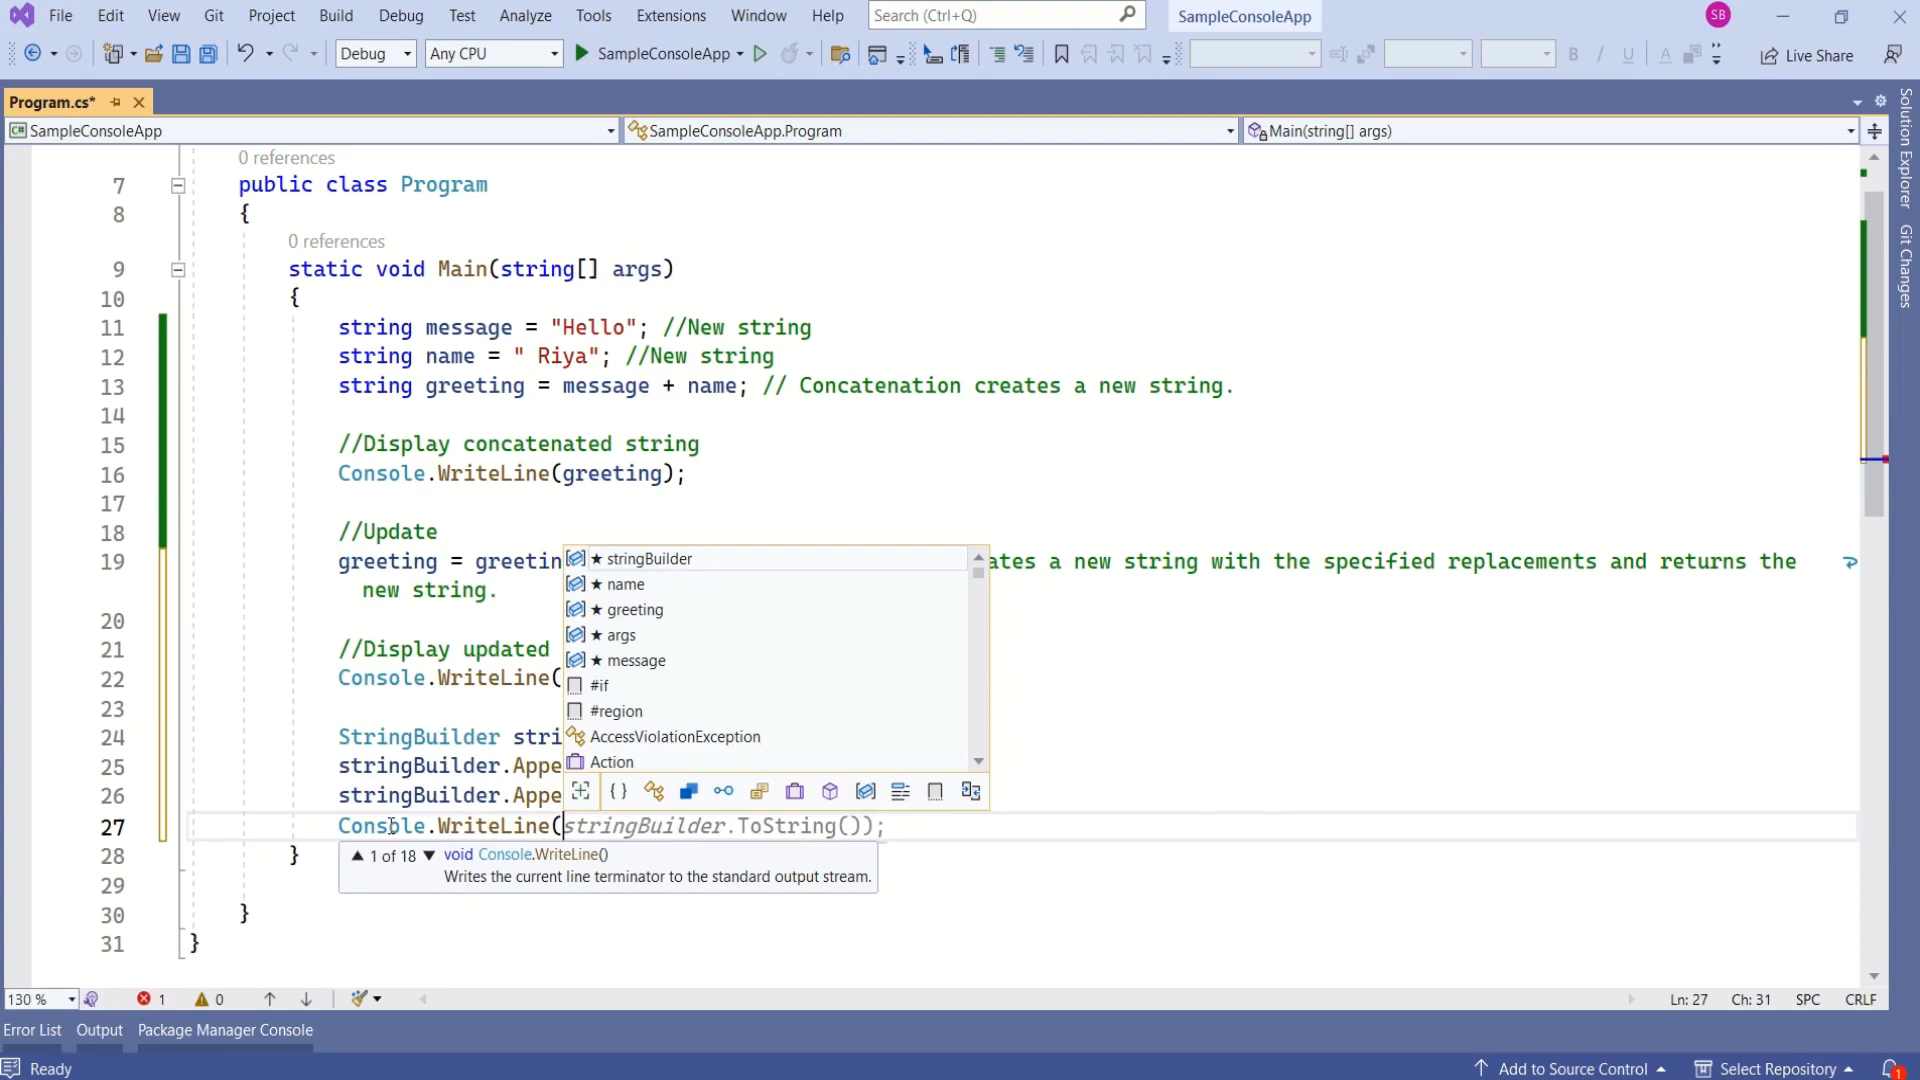 File Edit View Git Project Build Debug Test Analyze Tools Extensions Window Help Search (Ctrl+Q) SampleConsoleApp SB
Debug Any CPU SampleConsoleApp Live Share
Program.cs*
SampleConsoleApp SampleConsoleApp.Program Main(string[] args)
Solution Explorer
Git Changes
0 references
7 public class Program
8 {
0 references
9 static void Main(string[] args)
10 {
11 string message = "Hello"; //New string
12 string name = " Riya"; //New string
13 string greeting = message + name; // Concatenation creates a new string.
14
15 //Display concatenated string
16 Console.WriteLine(greeting);
17
18 //Update
19 greeting = greetin ates a new string with the specified replacements and returns the
new string.
20
21 //Display updated
22 Console.WriteLine(
23
24 StringBuilder stri
25 stringBuilder.Appe
26 stringBuilder.Appe
27 Console.WriteLine(stringBuilder.ToString());
28 }
29
30 }
31 }
★ stringBuilder
★ name
★ greeting
★ args
★ message
#if
#region
AccessViolationException
Action
▲ 1 of 18 ▼ void Console.WriteLine()
Writes the current line terminator to the standard output stream.
130 % 1 0 Ln: 27 Ch: 31 SPC CRLF
Error List Output Package Manager Console
Ready Add to Source Control Select Repository 1